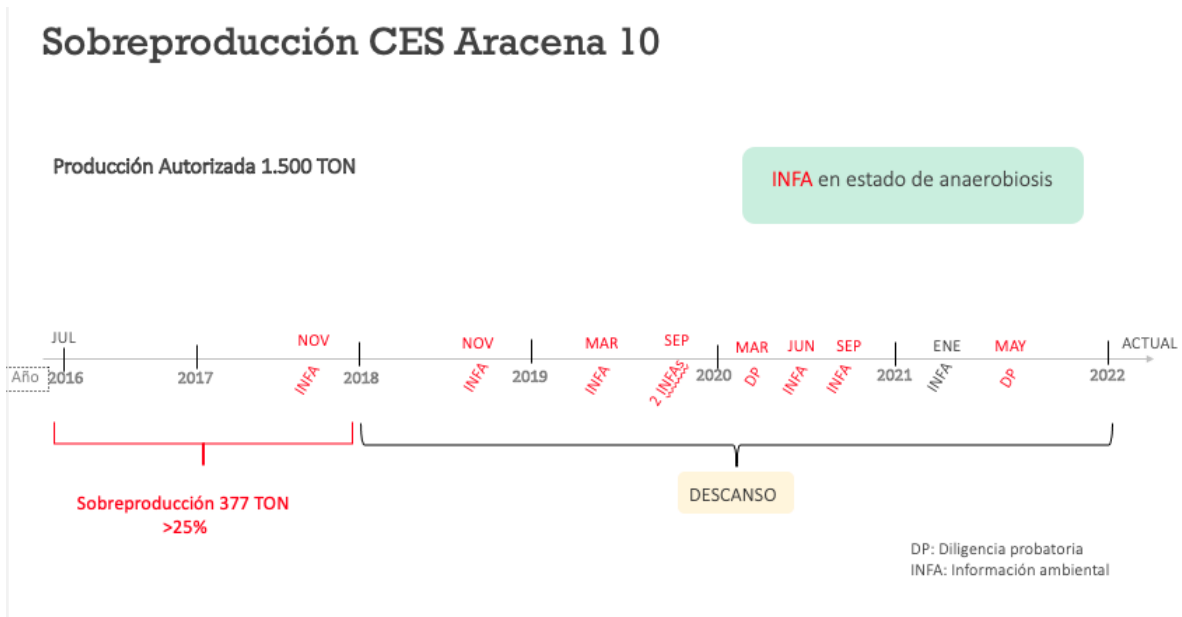 Sobreproducción CES Aracena 10
Producción Autorizada 1.500 TON
INFA en estado de anaerobiosis
JUL
NOV
NOV
MAR
SEP
MAR
JUN
SEP
ENE
MAY
ACTUAL
Año
2016
2017
INFA
2018
INFA
2019
INFA
2 INFAs
2020
DP
INFA
INFA
2021
INFA
DP
2022
Sobreproducción 377 TON
>25%
DESCANSO
DP: Diligencia probatoria
INFA: Información ambiental